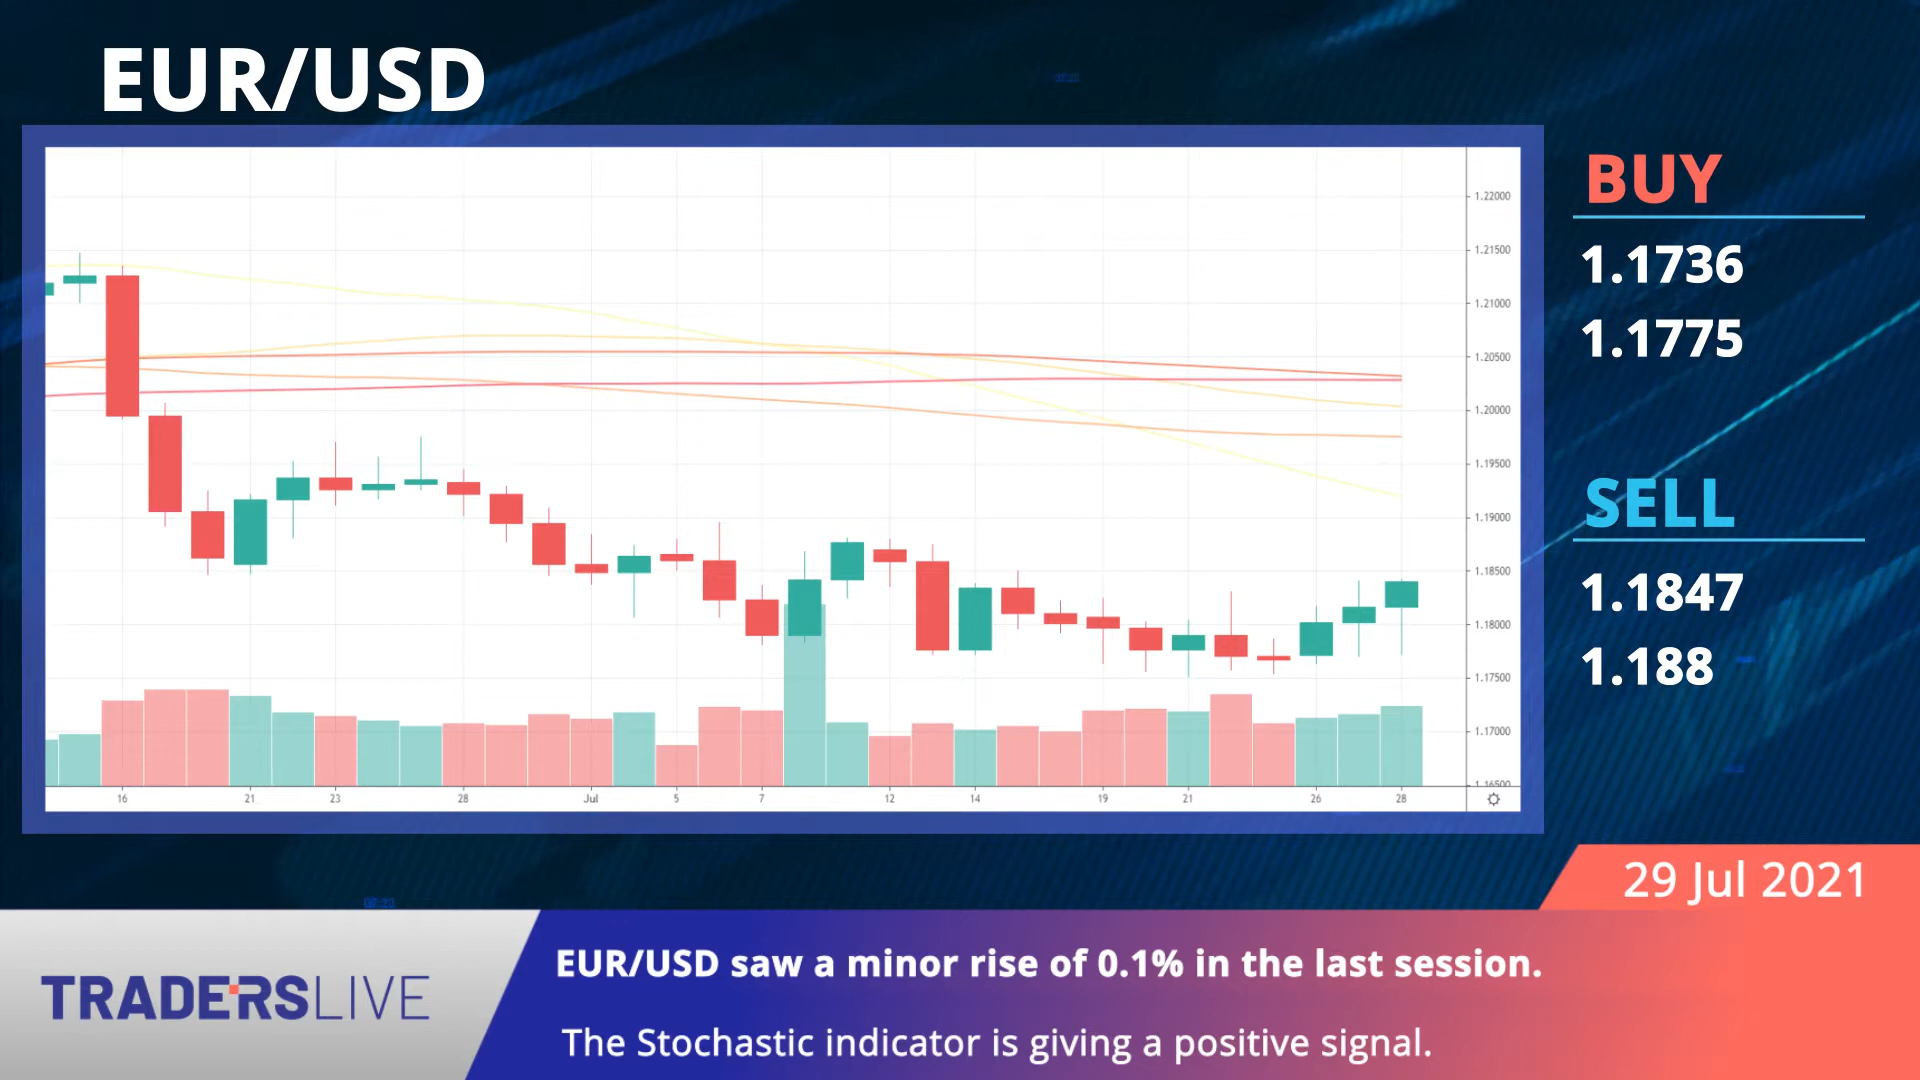 EUR/USD
1.22000
1.21500
1.21000
1.20500
1.20000
1.19500
1.19000
1.18500
1.18000
1.17500
1.17000
16 21 23 28 Jul 5 7 12 14 19 21 26 28
BUY
1.1736
1.1775
SELL
1.1847
1.188
29 Jul 2021
TRADERSLIVE
EUR/USD saw a minor rise of 0.1% in the last session.
The Stochastic indicator is giving a positive signal.